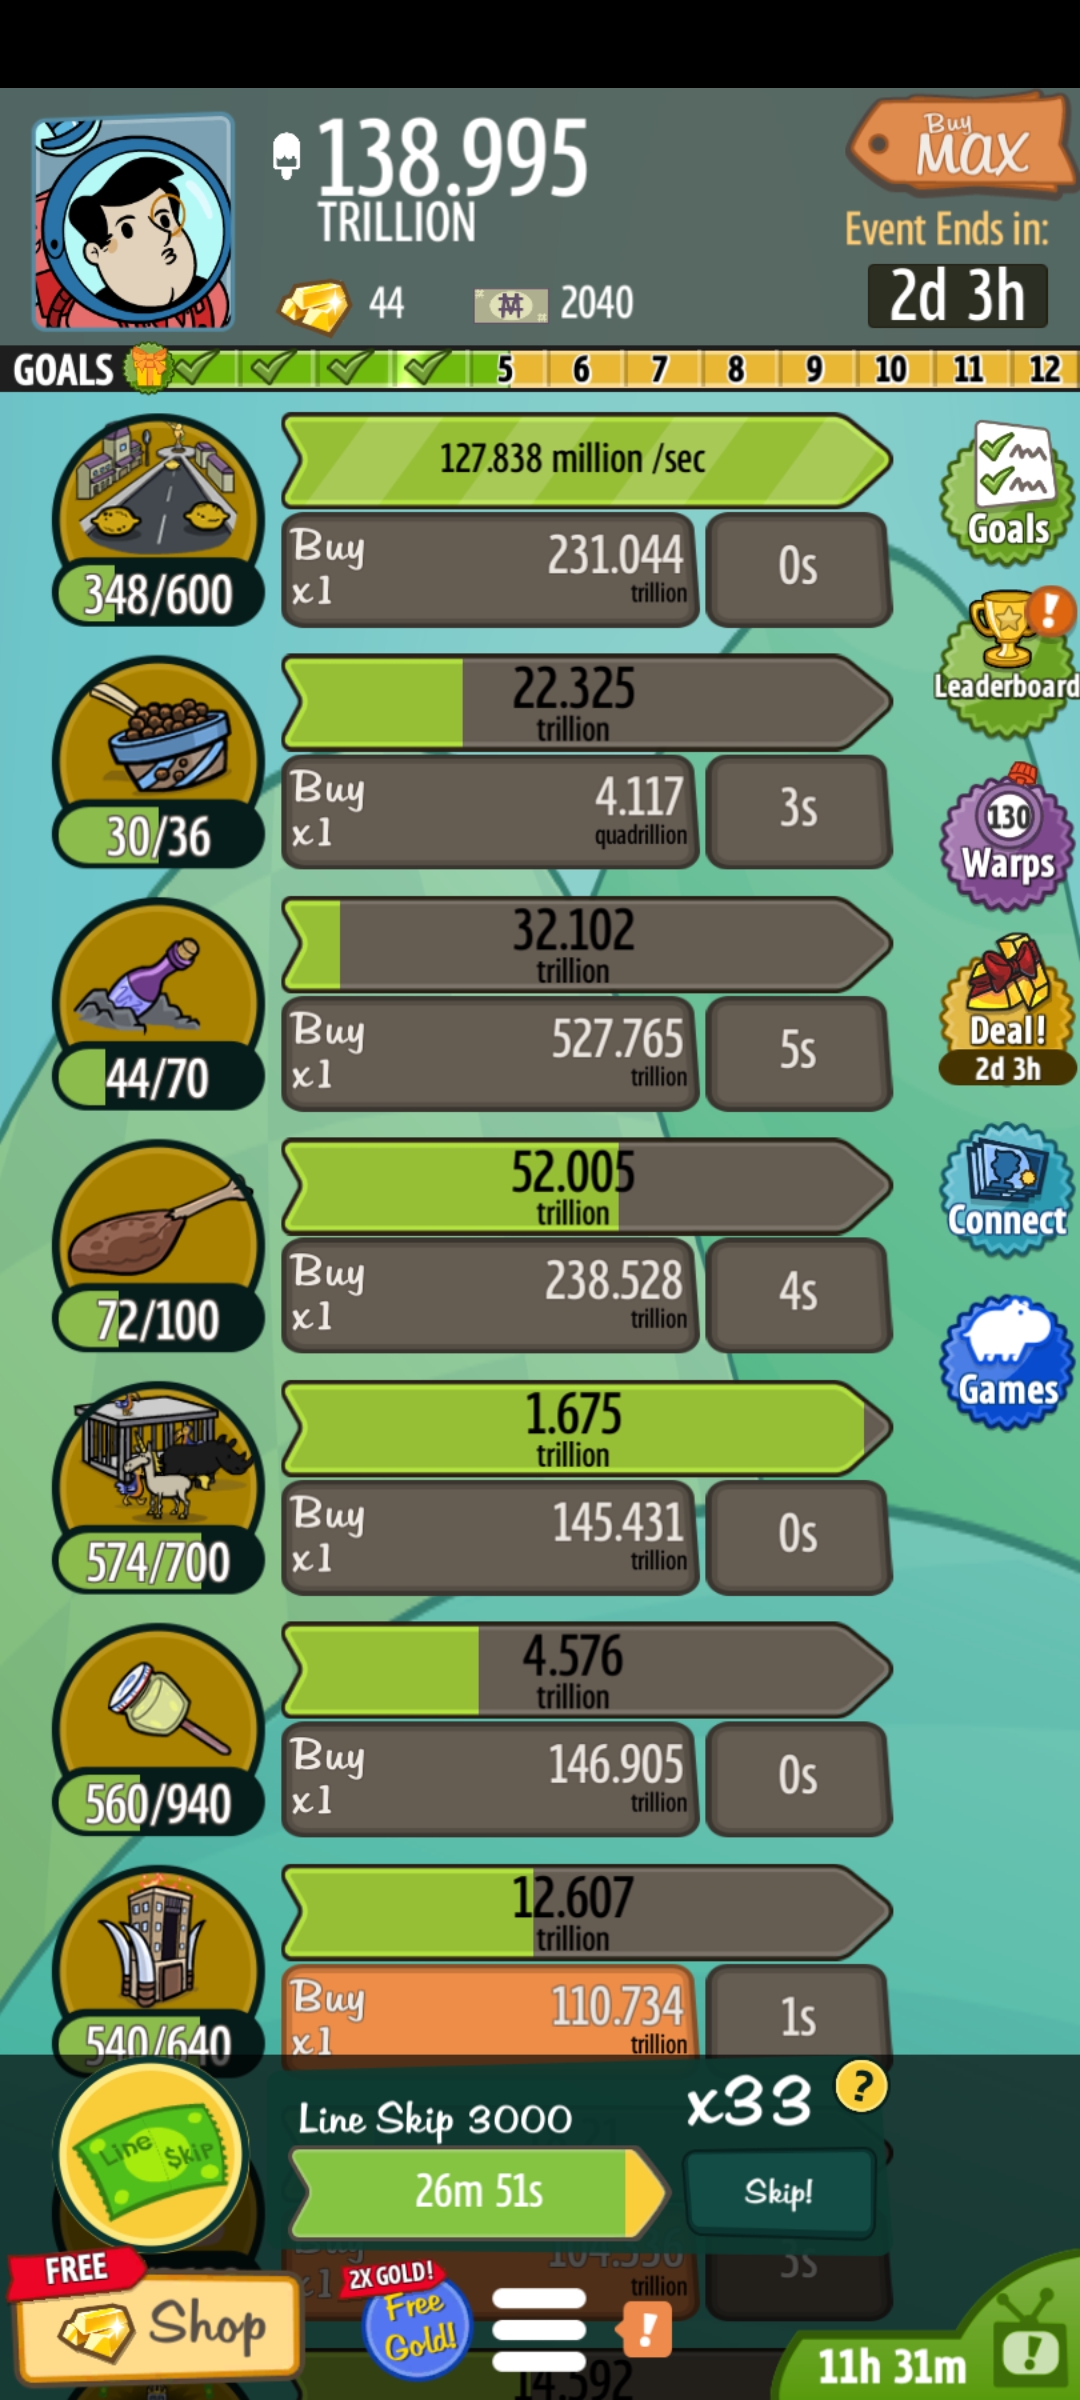 138.995
TRILLION
Buy
MAX
Event Ends in:
2d 3h
44
2040
GOALS 5 6 7 8 9 10 11 12
127.838 million /sec
Buy
x1
231.044
trillion
0s
348/600
Goals
22.325
trillion
Buy
x1
4.117
quadrillion
3s
30/36
!
Leaderboard
32.102
trillion
Buy
x1
527.765
trillion
5s
44/70
130
Warps
Deal!
2d 3h
52.005
trillion
Buy
x1
238.528
trillion
4s
72/100
Connect
1.675
trillion
Buy
x1
145.431
trillion
0s
574/700
Games
4.576
trillion
Buy
x1
146.905
trillion
0s
560/940
12.607
trillion
Buy
x1
110.734
trillion
1s
540/640
Line Skip 3000
x33
?
Line $kip
26m 51s
Skip!
Buy
x1
trillion
3s
FREE
Shop
2X GOLD!
Free
Gold!
!
14.592
11h 31m
!